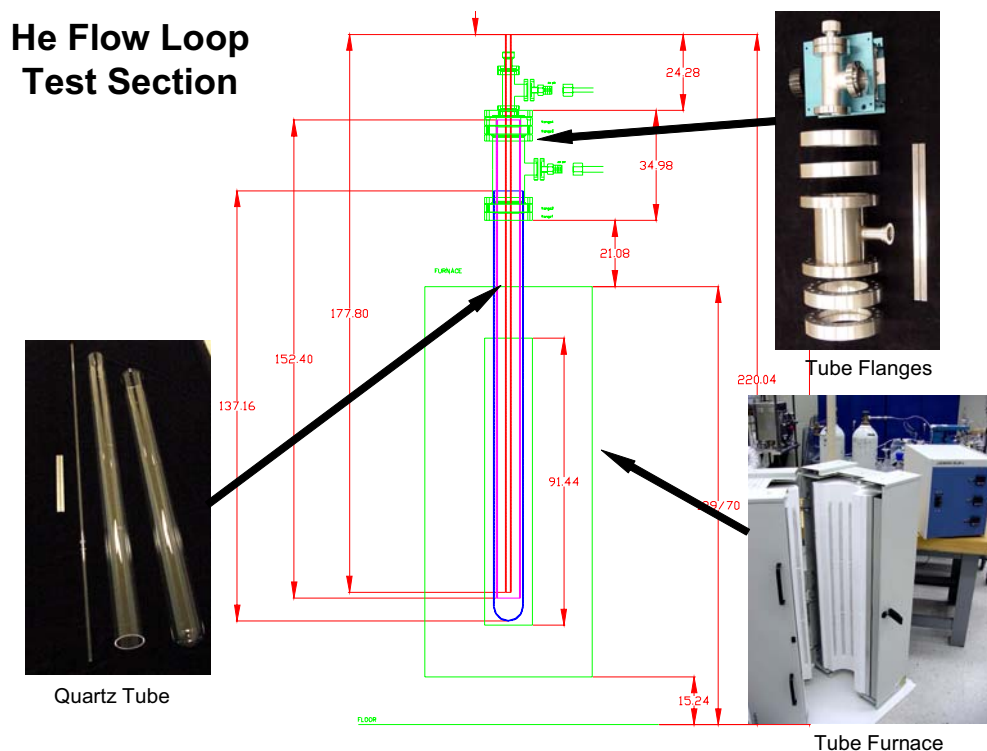 He Flow Loop
Test Section
24.28
34.98
21.08
FURNACE
177.80
152.40
137.16
220.04
Tube Flanges
91.44
Quartz Tube
15.24
FLOOR
Tube Furnace